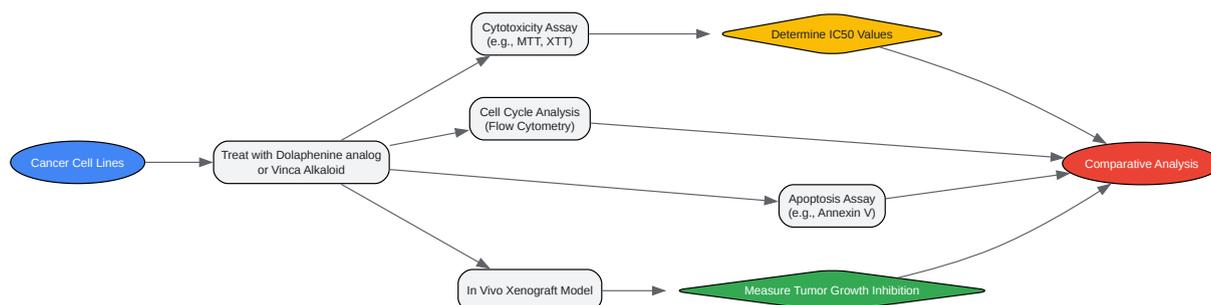 Cytotoxicity Assay
(e.g., MTT, XTT)
Determine IC50 Values
Cell Cycle Analysis
(Flow Cytometry)
Cancer Cell Lines
Treat with Dolaphenine analog
or Vinca Alkaloid
Comparative Analysis
Apoptosis Assay
(e.g., Annexin V)
In Vivo Xenograft Model
Measure Tumor Growth Inhibition